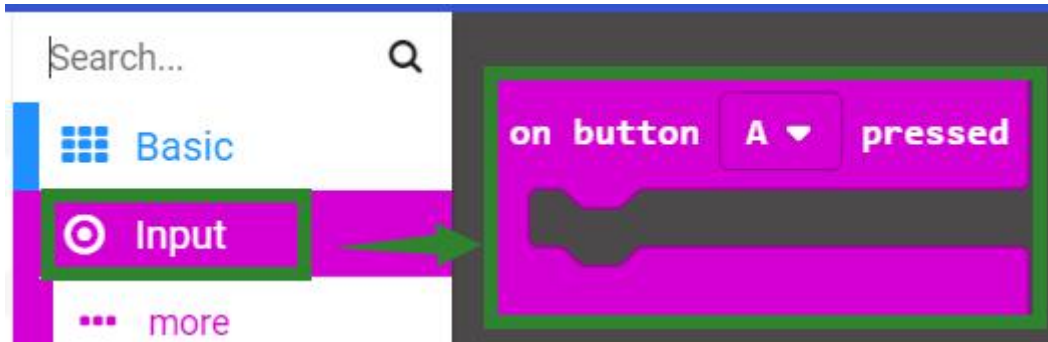 Search...
Basic
Input
more
on button A pressed